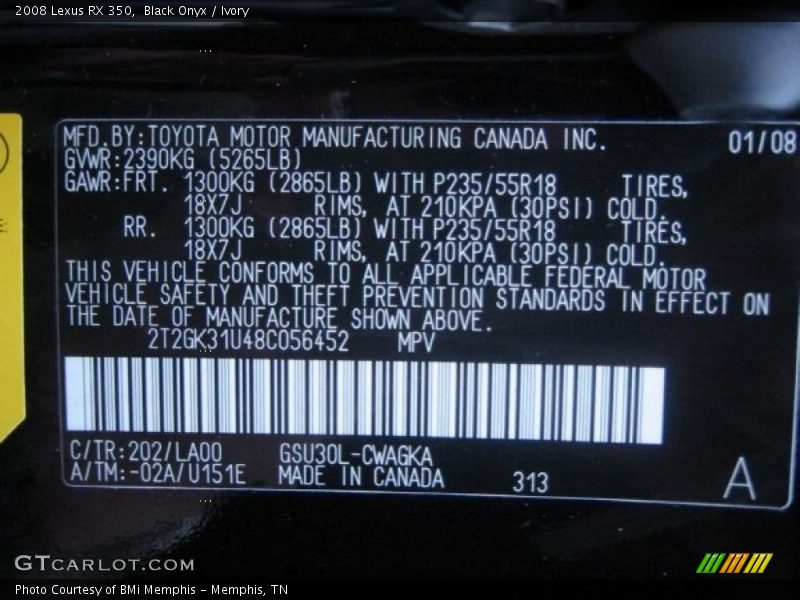 2008 Lexus RX 350, Black Onyx / Ivory
MFD.BY:TOYOTA MOTOR MANUFACTURING CANADA INC. 01/08
GVWR:2390KG (5265LB)
GAWR:FRT. 1300KG (2865LB) WITH P235/55R18 TIRES,
18X7J RIMS, AT 210KPA (30PSI) COLD.
RR. 1300KG (2865LB) WITH P235/55R18 TIRES,
18X7J RIMS, AT 210KPA (30PSI) COLD.
THIS VEHICLE CONFORMS TO ALL APPLICABLE FEDERAL MOTOR
VEHICLE SAFETY AND THEFT PREVENTION STANDARDS IN EFFECT ON
THE DATE OF MANUFACTURE SHOWN ABOVE.
2T2GK31U48C056452 MPV
C/TR:202/LA00 GSU30L-CWAGKA
A/TM:-02A/U151E MADE IN CANADA 313 A
GTCARLOT.COM
Photo Courtesy of BMi Memphis - Memphis, TN